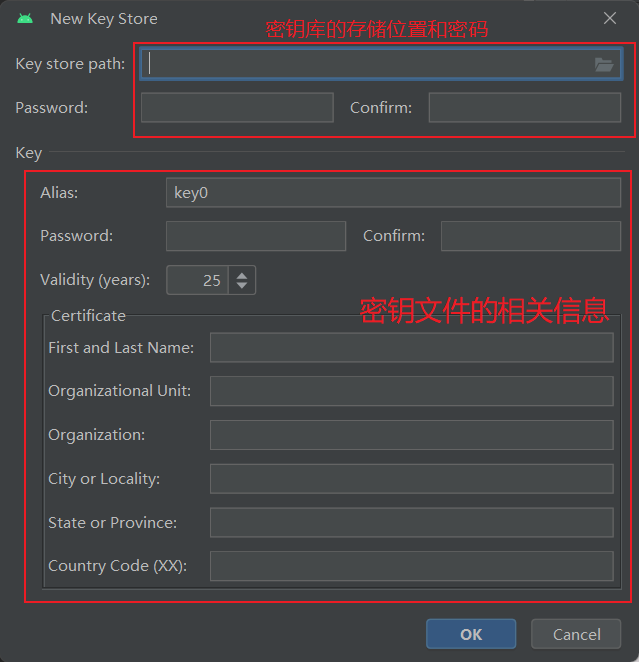 New Key Store
密钥库的存储位置和密码
Key store path:
Password: Confirm:
Key
Alias: key0
Password: Confirm:
Validity (years): 25
密钥文件的相关信息
Certificate
First and Last Name:
Organizational Unit:
Organization:
City or Locality:
State or Province:
Country Code (XX):
OK Cancel